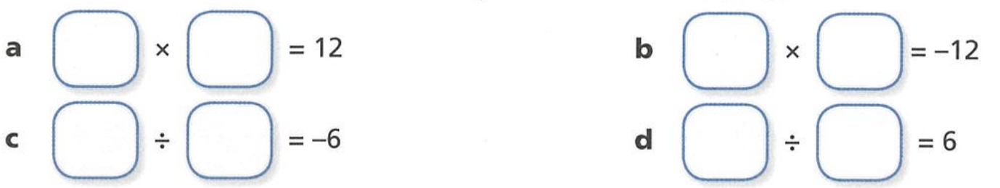 a × = 12
b × = –12
c ÷ = –6
d ÷ = 6